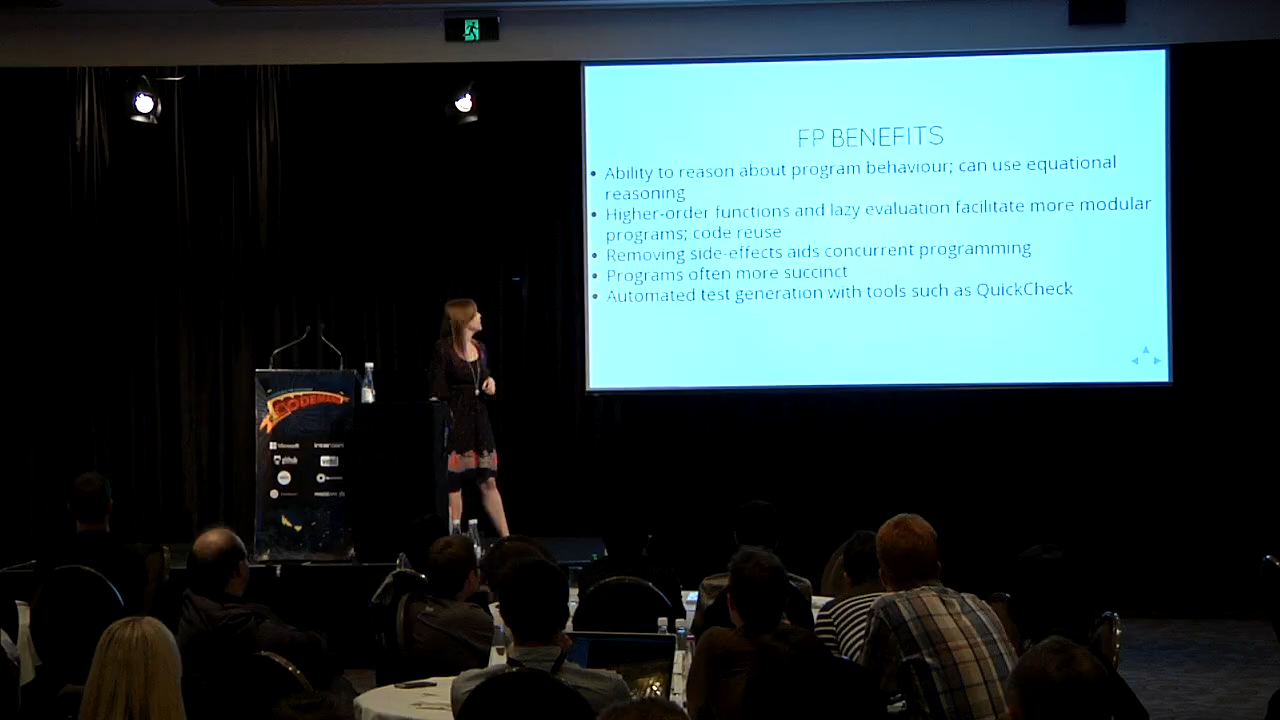 FP BENEFITS
• Ability to reason about program behaviour; can use equational
reasoning
• Higher-order functions and lazy evaluation facilitate more modular
programs; code reuse
• Removing side-effects aids concurrent programming
• Programs often more succinct
• Automated test generation with tools such as QuickCheck
Microsoft
github